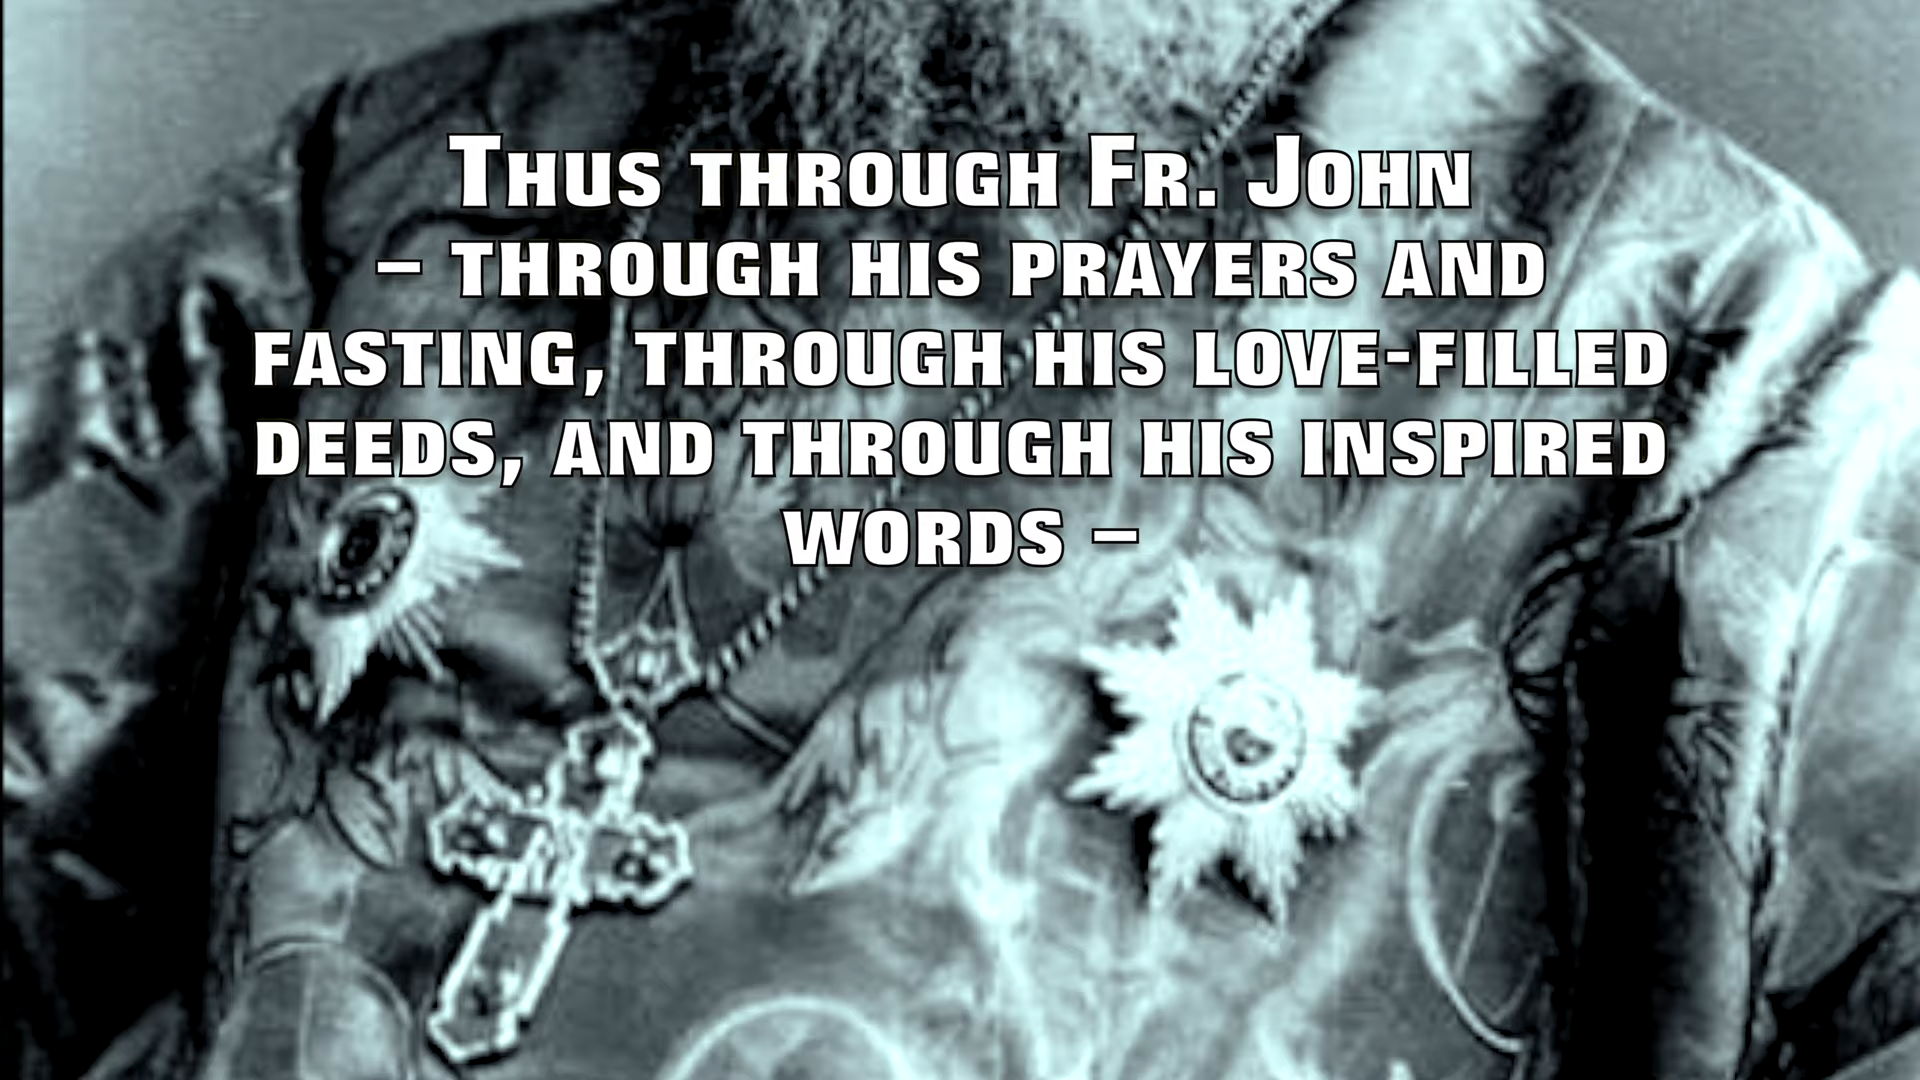 Thus through Fr. John
– through his prayers and
fasting, through his love-filled
deeds, and through his inspired
words –